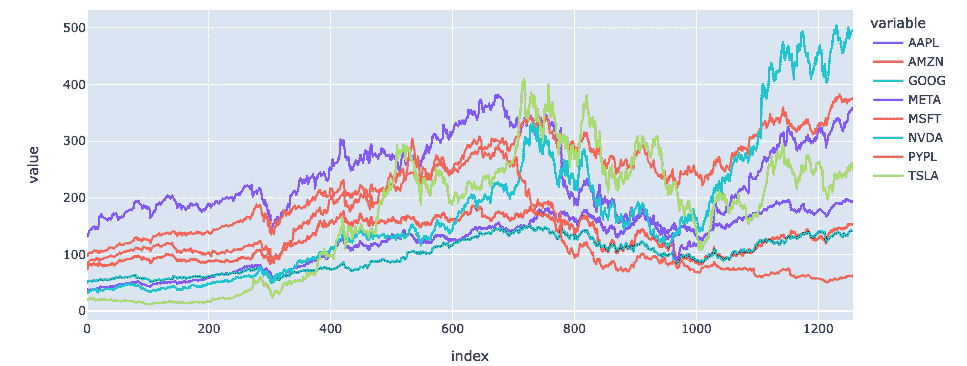 500
400
300
200
100
0
value
0 200 400 600 800 1000 1200
index
variable
AAPL
AMZN
GOOG
META
MSFT
NVDA
PYPL
TSLA